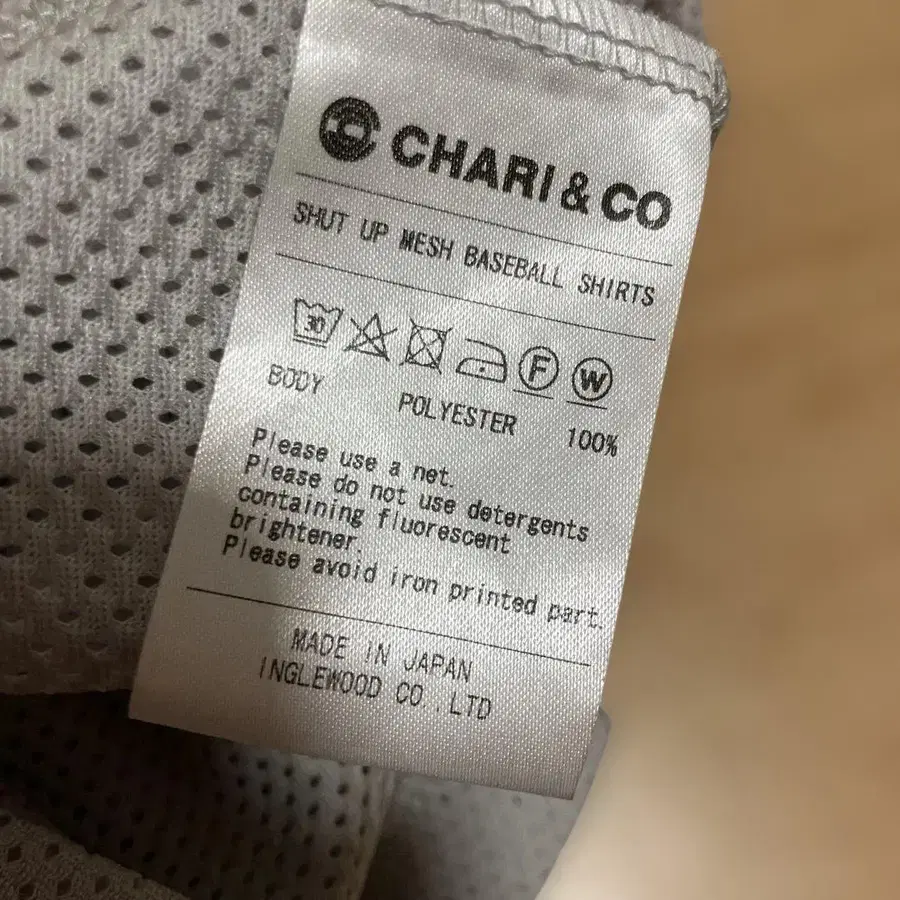 CHARI & CO
SHUT UP MESH BASEBALL SHIRTS
30 F W
BODY POLYESTER 100%
Please use a net.
Please do not use detergents
containing fluorescent
brightener.
Please avoid iron printed part.
MADE iN JAPAN
INGLEWOOD CO.,LTD